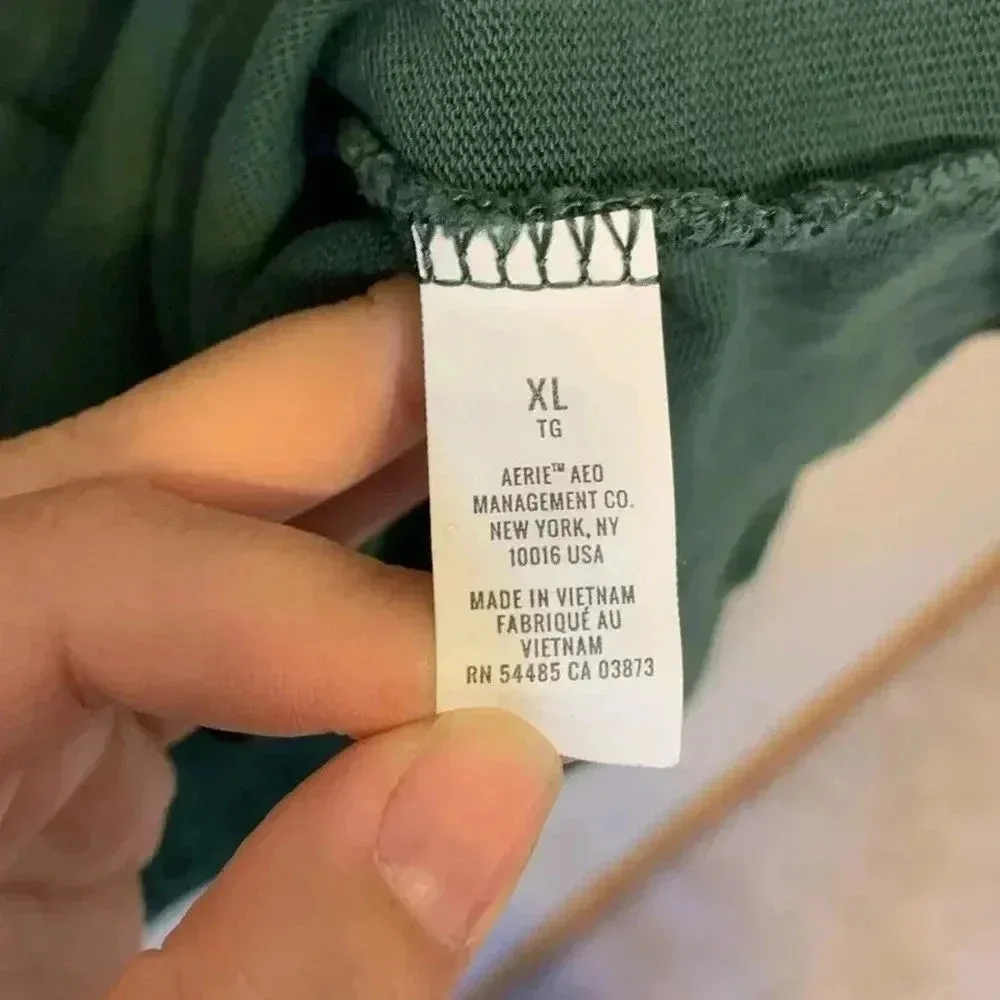 XL
TG
AERIE™ AEO
MANAGEMENT CO.
NEW YORK, NY
10016 USA
MADE IN VIETNAM
FABRIQUÉ AU
VIETNAM
RN 54485 CA 03873